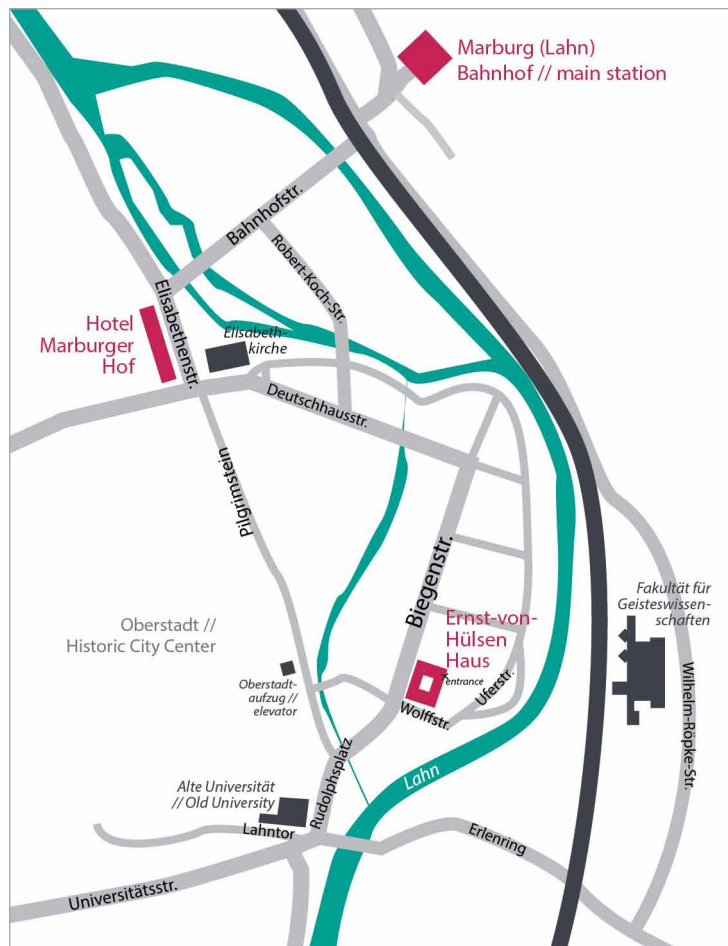 Marburg (Lahn)
Bahnhof // main station
Bahnhofstr.
Robert-Koch-Str.
Elisabethenstr.
Hotel
Marburger
Hof
Elisabeth-
kirche
Deutschhausstr.
Pilgrimstein
Biegenstr.
Oberstadt //
Historic City Center
Ernst-von-
Hülsen
Haus
entrance
Fakultät für
Geisteswissen-
schaften
Oberstadt-
aufzug //
elevator
Uferstr.
Wolffstr.
Wilhelm-Röpke-Str.
Rudolphsplatz
Lahn
Alte Universität
// Old University
Lahntor
Erlenring
Universitätsstr.